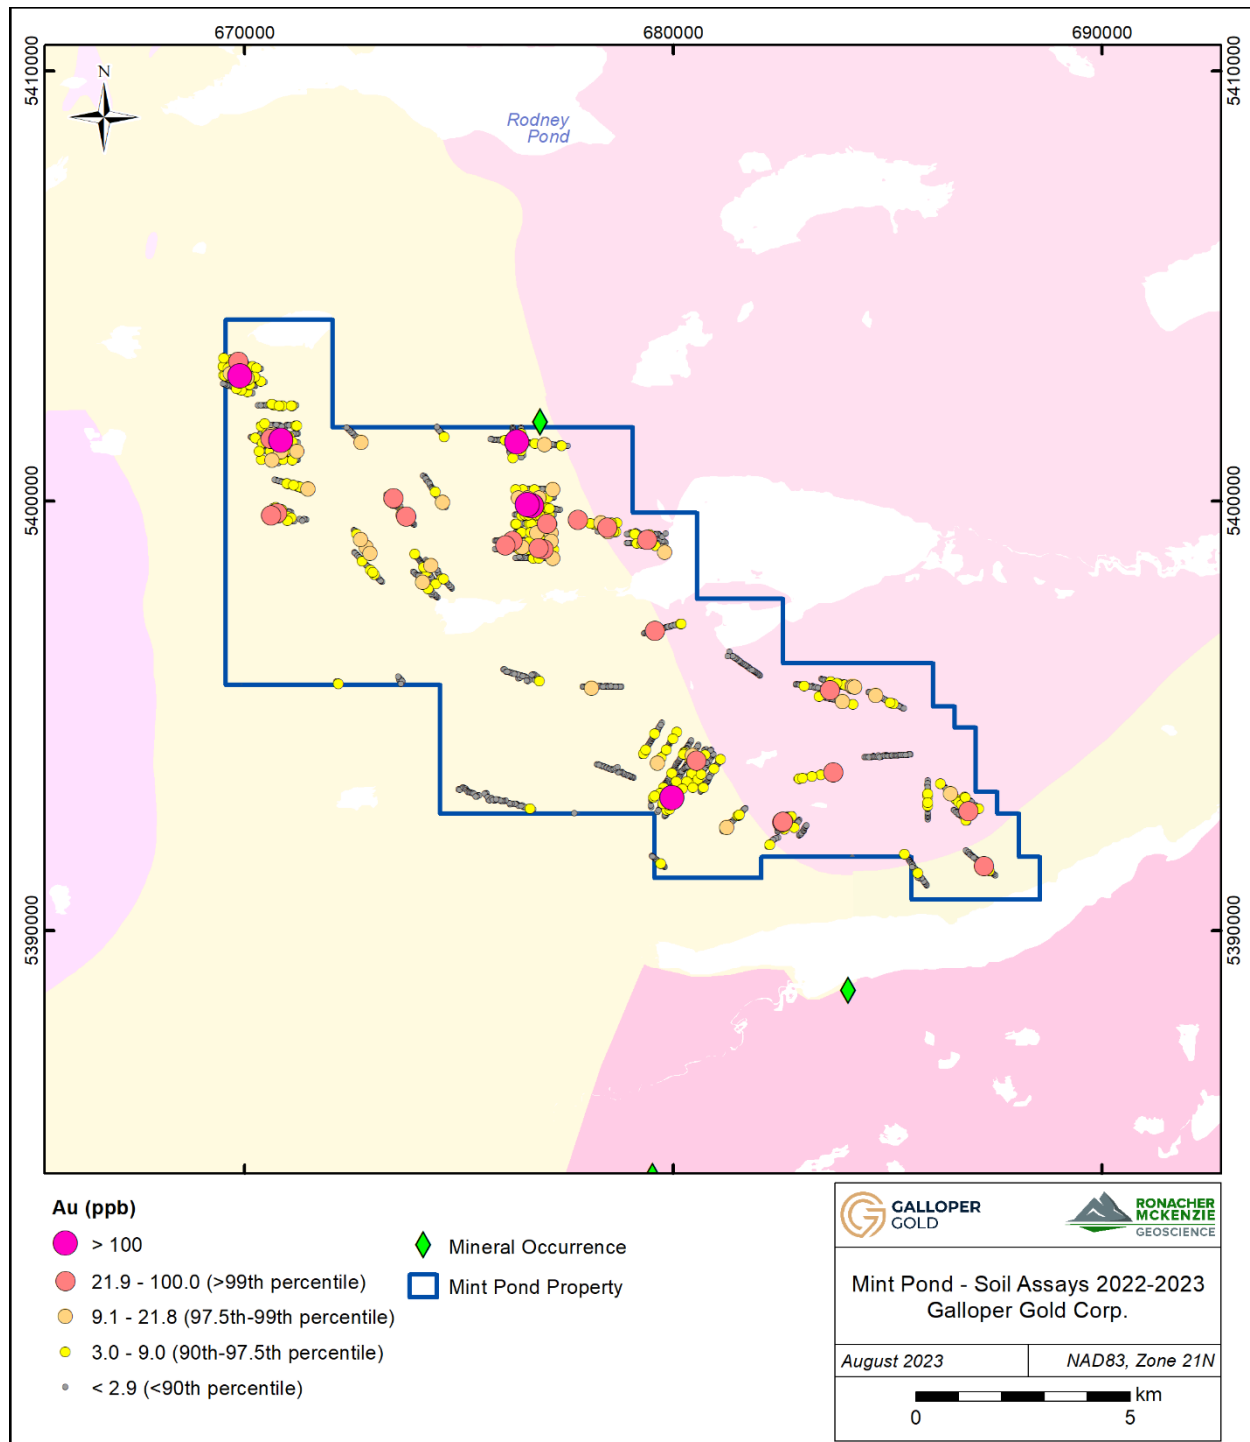 670000
680000
690000
5410000
5410000
N
Rodney
Pond
5400000
5400000
5390000
5390000
Au (ppb)
> 100
21.9 - 100.0 (>99th percentile)
9.1 - 21.8 (97.5th-99th percentile)
3.0 - 9.0 (90th-97.5th percentile)
< 2.9 (<90th percentile)
Mineral Occurrence
Mint Pond Property
GALLOPER
GOLD
RONACHER
MCKENZIE
GEOSCIENCE
Mint Pond - Soil Assays 2022-2023
Galloper Gold Corp.
August 2023
NAD83, Zone 21N
km
0
5